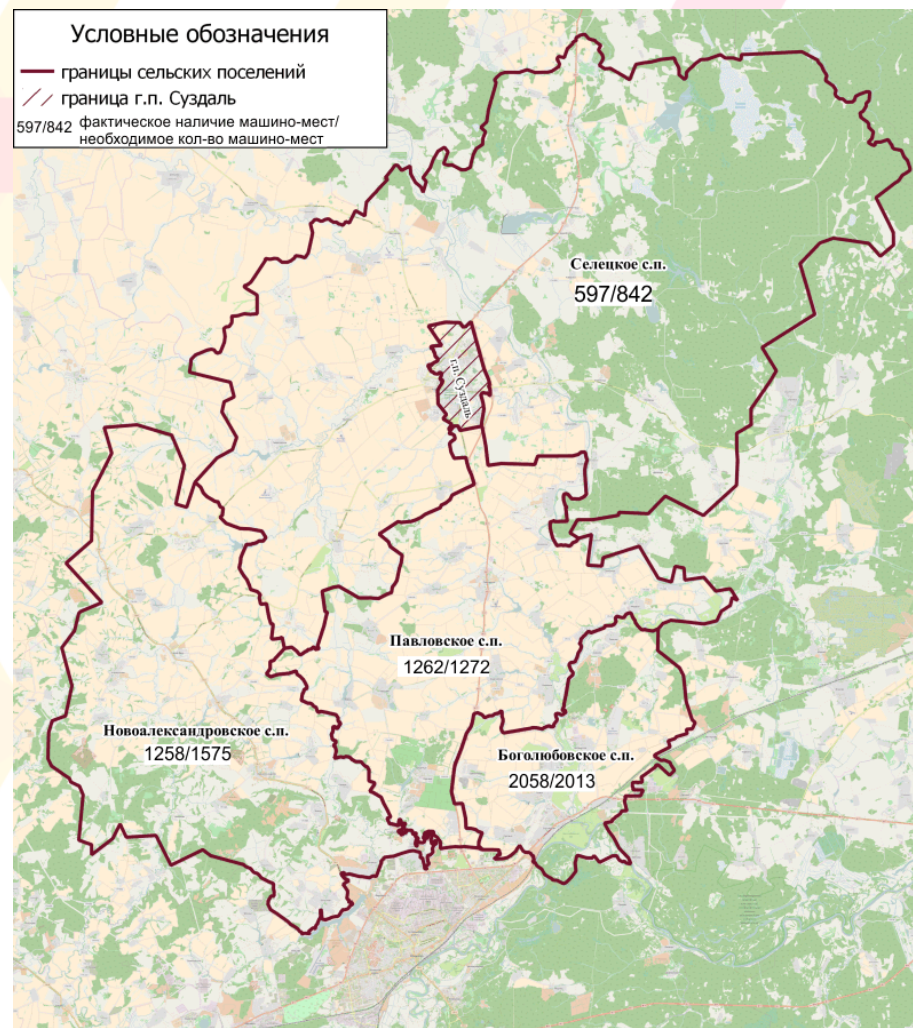 Условные обозначения
границы сельских поселений
граница г.п. Суздаль
597/842 фактическое наличие машино-мест/
необходимое кол-во машино-мест
Селецкое с.п.
597/842
г.п. Суздаль
Павловское с.п.
1262/1272
Новоалександровское с.п.
1258/1575
Боголюбовское с.п.
2058/2013